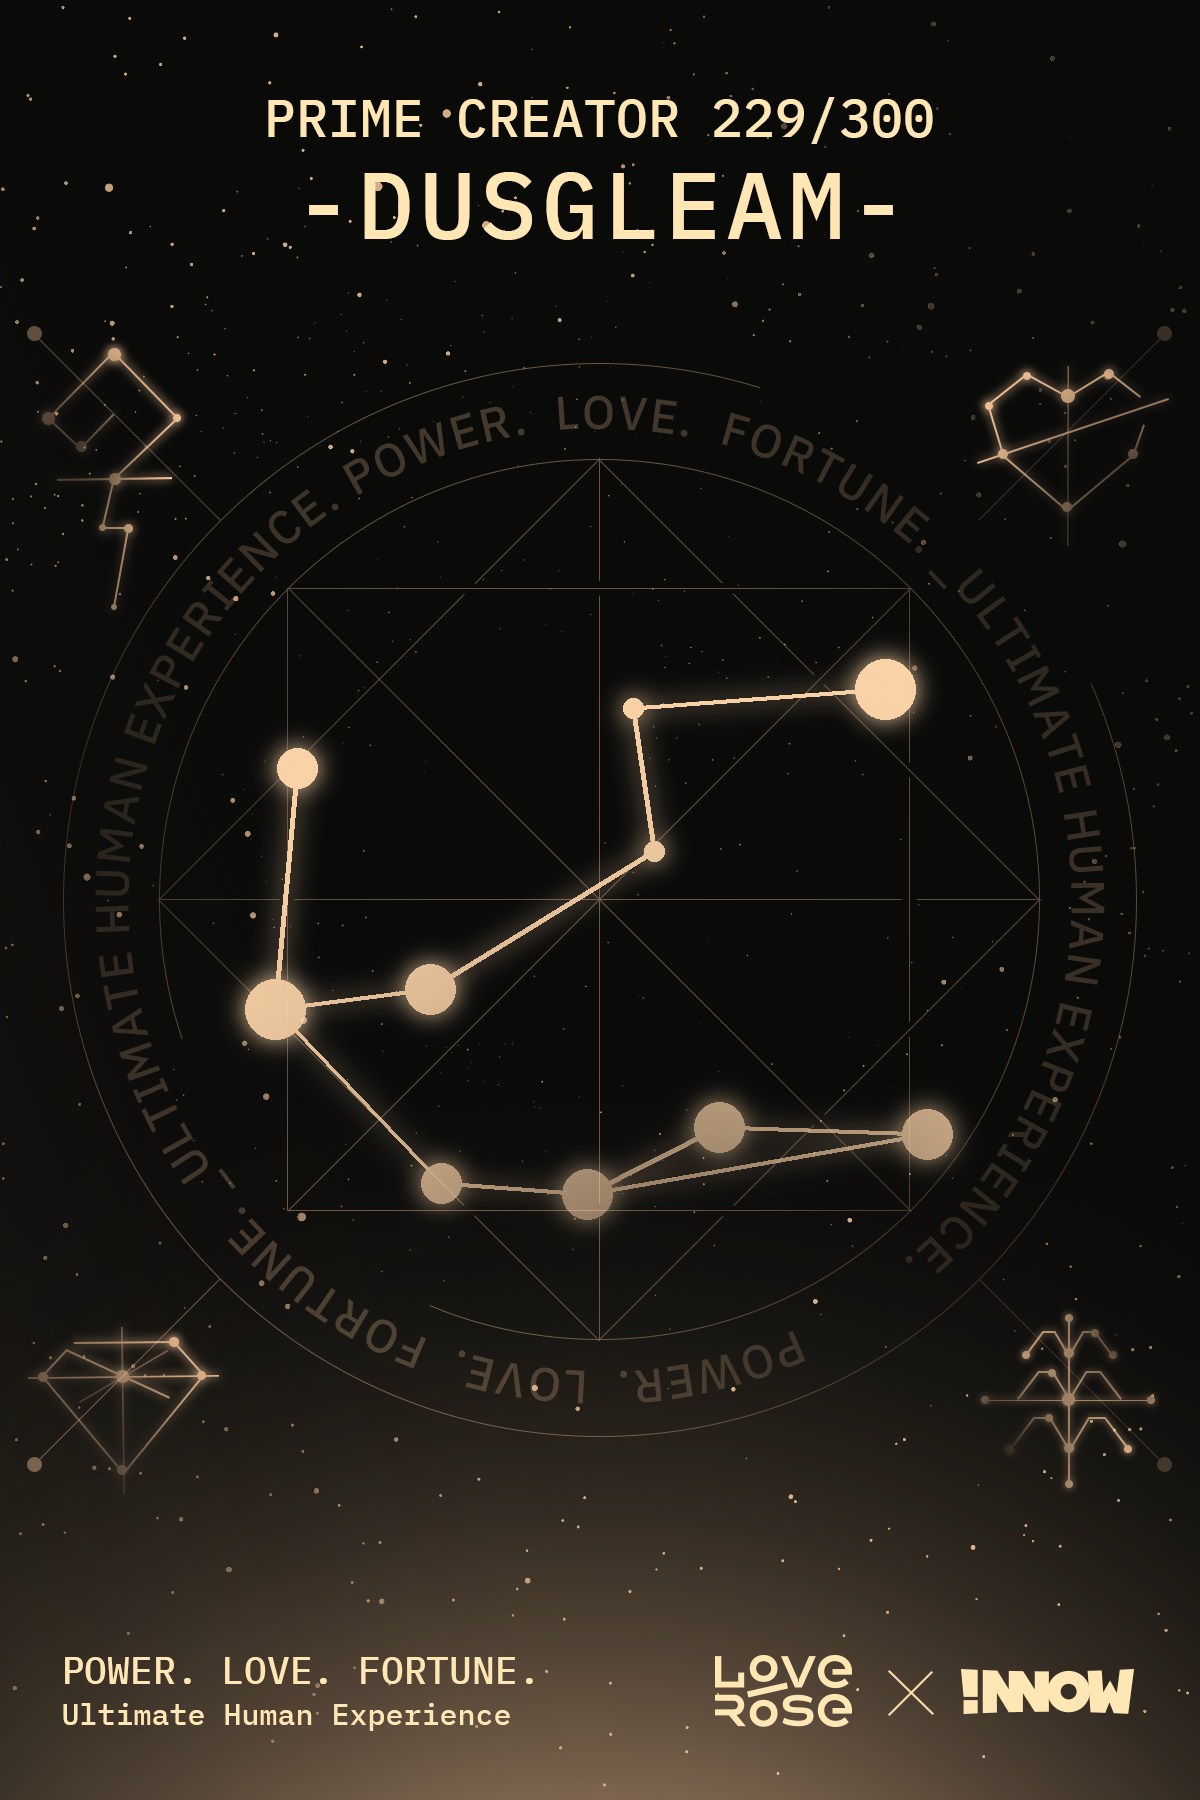 PRIME CREATOR 229/300
-DUSGLEAM-
POWER. LOVE. FORTUNE. – ULTIMATE HUMAN EXPERIENCE.
POWER. LOVE. FORTUNE. – ULTIMATE HUMAN EXPERIENCE.
POWER. LOVE. FORTUNE.
Ultimate Human Experience
LOVE
ROSE
X
!NNOW